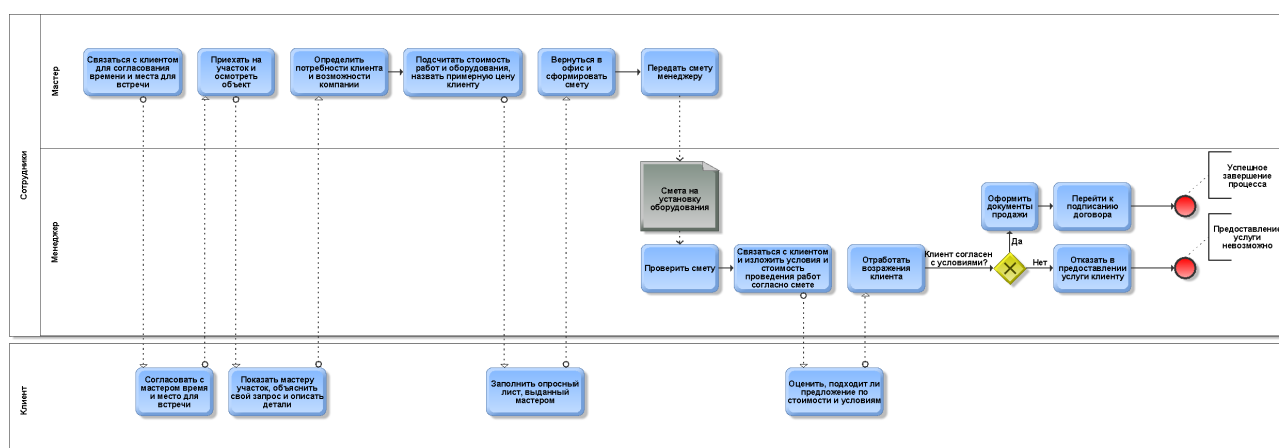 Сотрудники
Мастер
Связаться с клиентом
для согласования
времени и места для
встречи
Приехать на
участок и
осмотреть
объект
Определить
потребности клиента
и возможности
компании
Подсчитать стоимость
работ и оборудования,
назвать примерную цену
клиенту
Вернуться в
офис и
сформировать
смету
Передать смету
менеджеру
Менеджер
Смета на
установку
оборудования
Проверить смету
Связаться с клиентом
и изложить условия и
стоимость
проведения работ
согласно смете
Отработать
возражения
клиента
Клиент согласен
с условиями?
Да
Нет
Оформить
документы
продажи
Перейти к
подписанию
договора
Успешное
завершение
процесса
Отказать в
предоставлении
услуги клиенту
Предоставление
услуги
невозможно
Клиент
Согласовать с
мастером время
и место для
встречи
Показать мастеру
участок, объяснить
свой запрос и описать
детали
Заполнить опросный
лист, выданный
мастером
Оценить, подходит ли
предложение по
стоимости и условиям